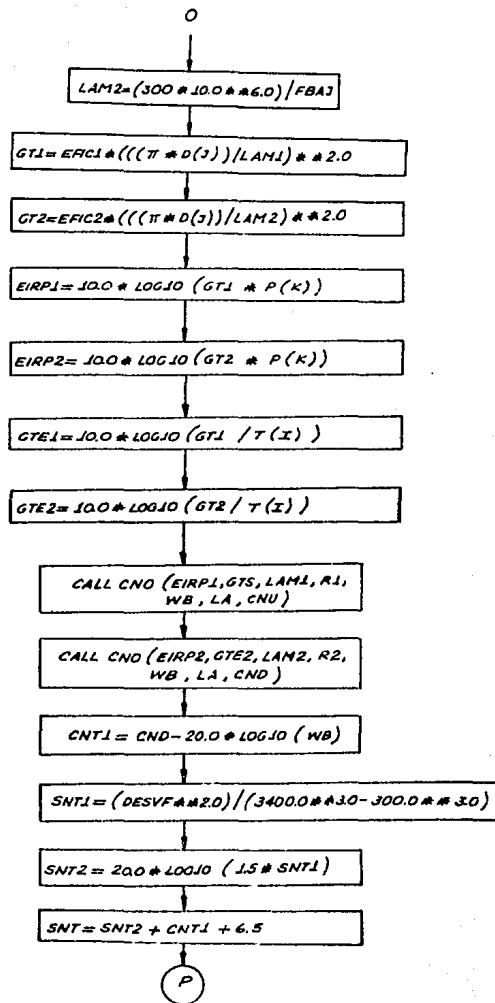 O
LAM2=(300*10.0**6.0)/FBAJ
GT1=EFIC1*(((π*D(J))/LAM1)**2.0
GT2=EFIC2*(((π*D(J))/LAM2)**2.0
EIRP1=10.0*LOG10(GT1*P(K))
EIRP2=10.0*LOG10(GT2*P(K))
GTE1=10.0*LOG10(GT1/T(I))
GTE2=10.0*LOG10(GT2/T(I))
CALL CNO (EIRP1,GTS,LAM1,R1,
WB,LA,CNU)
CALL CNO (EIRP2,GTE2,LAM2,R2,
WB,LA,CND)
CNT1=CND-20.0*LOG10(WB)
SNT1=(DESVF**2.0)/(3400.0**3.0-300.0**3.0)
SNT2=20.0*LOG10(1.5*SNT1)
SNT=SNT2+CNT1+6.5
P